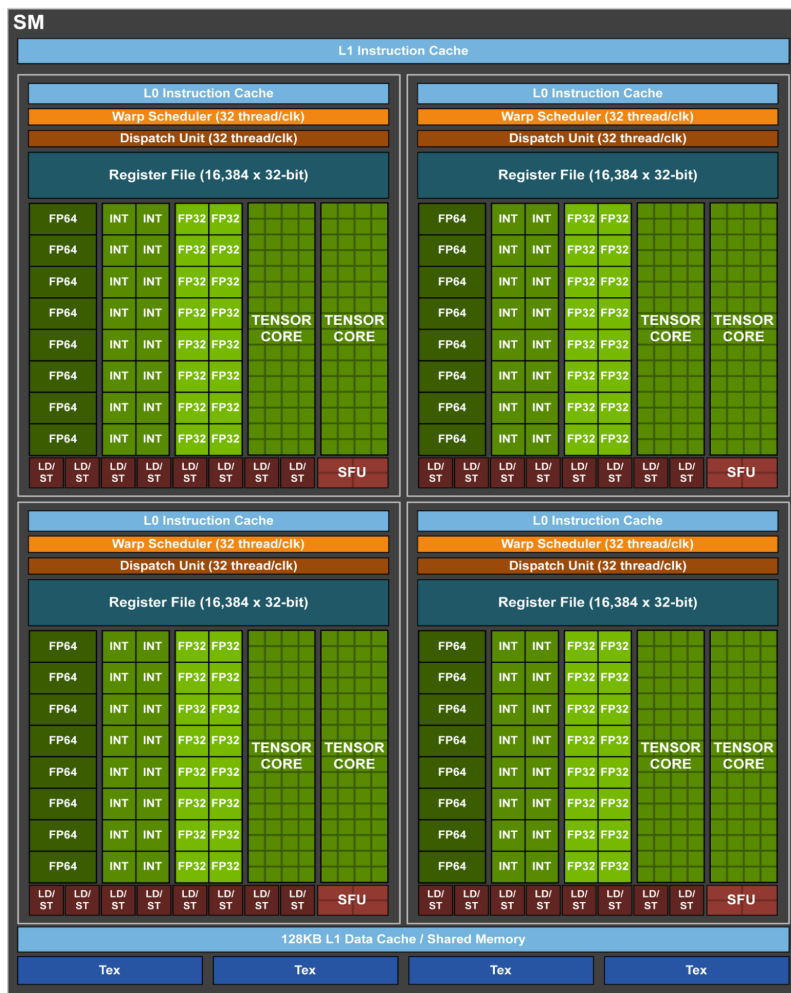 SM
L1 Instruction Cache
L0 Instruction Cache
Warp Scheduler (32 thread/clk)
Dispatch Unit (32 thread/clk)
Register File (16,384 x 32-bit)
FP64 INT INT FP32 FP32
FP64 INT INT FP32 FP32
FP64 INT INT FP32 FP32
FP64 INT INT FP32 FP32 TENSOR TENSOR
FP64 INT INT FP32 FP32 CORE CORE
FP64 INT INT FP32 FP32
FP64 INT INT FP32 FP32
FP64 INT INT FP32 FP32
LD/ LD/ LD/ LD/ LD/ LD/ LD/ LD/ SFU
ST ST ST ST ST ST ST ST
L0 Instruction Cache
Warp Scheduler (32 thread/clk)
Dispatch Unit (32 thread/clk)
Register File (16,384 x 32-bit)
FP64 INT INT FP32 FP32
FP64 INT INT FP32 FP32
FP64 INT INT FP32 FP32
FP64 INT INT FP32 FP32 TENSOR TENSOR
FP64 INT INT FP32 FP32 CORE CORE
FP64 INT INT FP32 FP32
FP64 INT INT FP32 FP32
FP64 INT INT FP32 FP32
LD/ LD/ LD/ LD/ LD/ LD/ LD/ LD/ SFU
ST ST ST ST ST ST ST ST
L0 Instruction Cache
Warp Scheduler (32 thread/clk)
Dispatch Unit (32 thread/clk)
Register File (16,384 x 32-bit)
FP64 INT INT FP32 FP32
FP64 INT INT FP32 FP32
FP64 INT INT FP32 FP32
FP64 INT INT FP32 FP32 TENSOR TENSOR
FP64 INT INT FP32 FP32 CORE CORE
FP64 INT INT FP32 FP32
FP64 INT INT FP32 FP32
FP64 INT INT FP32 FP32
LD/ LD/ LD/ LD/ LD/ LD/ LD/ LD/ SFU
ST ST ST ST ST ST ST ST
L0 Instruction Cache
Warp Scheduler (32 thread/clk)
Dispatch Unit (32 thread/clk)
Register File (16,384 x 32-bit)
FP64 INT INT FP32 FP32
FP64 INT INT FP32 FP32
FP64 INT INT FP32 FP32
FP64 INT INT FP32 FP32 TENSOR TENSOR
FP64 INT INT FP32 FP32 CORE CORE
FP64 INT INT FP32 FP32
FP64 INT INT FP32 FP32
FP64 INT INT FP32 FP32
LD/ LD/ LD/ LD/ LD/ LD/ LD/ LD/ SFU
ST ST ST ST ST ST ST ST
128KB L1 Data Cache / Shared Memory
Tex Tex Tex Tex